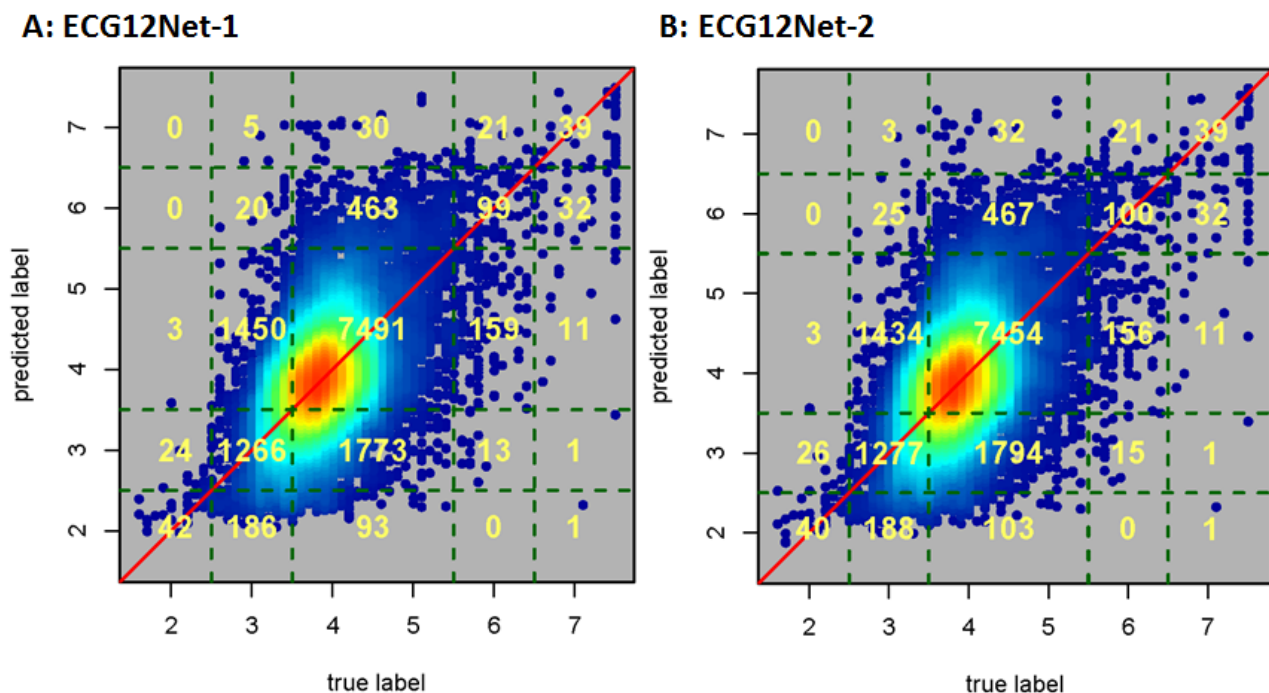 A: ECG12Net-1
7
6
5
4
3
2
predicted label
0 5 30 21 39
0 20 463 99 32
3 1450 7491 159 11
24 1266 1773 13 1
42 186 93 0 1
2 3 4 5 6 7
true label
B: ECG12Net-2
7
6
5
4
3
2
predicted label
0 3 32 21 39
0 25 467 100 32
3 1434 7454 156 11
26 1277 1794 15 1
40 188 103 0 1
2 3 4 5 6 7
true label